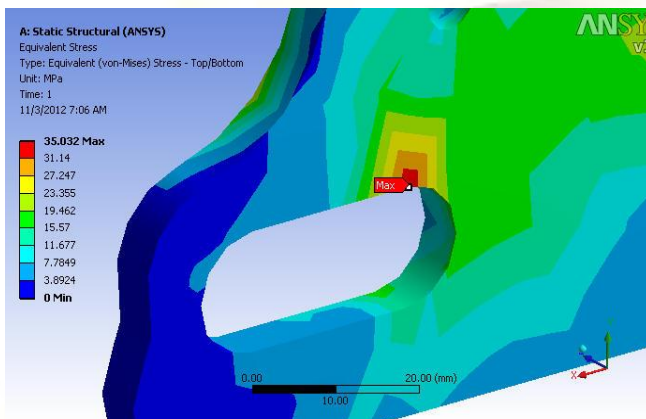 A: Static Structural (ANSYS)
Equivalent Stress
Type: Equivalent (von-Mises) Stress - Top/Bottom
Unit: MPa
Time: 1
11/3/2012 7:06 AM
35.032 Max
31.14
27.247
23.355
19.462
15.57
11.677
7.7849
3.8924
0 Min
ANSYS
Max
0.00 20.00 (mm)
10.00
Y
X